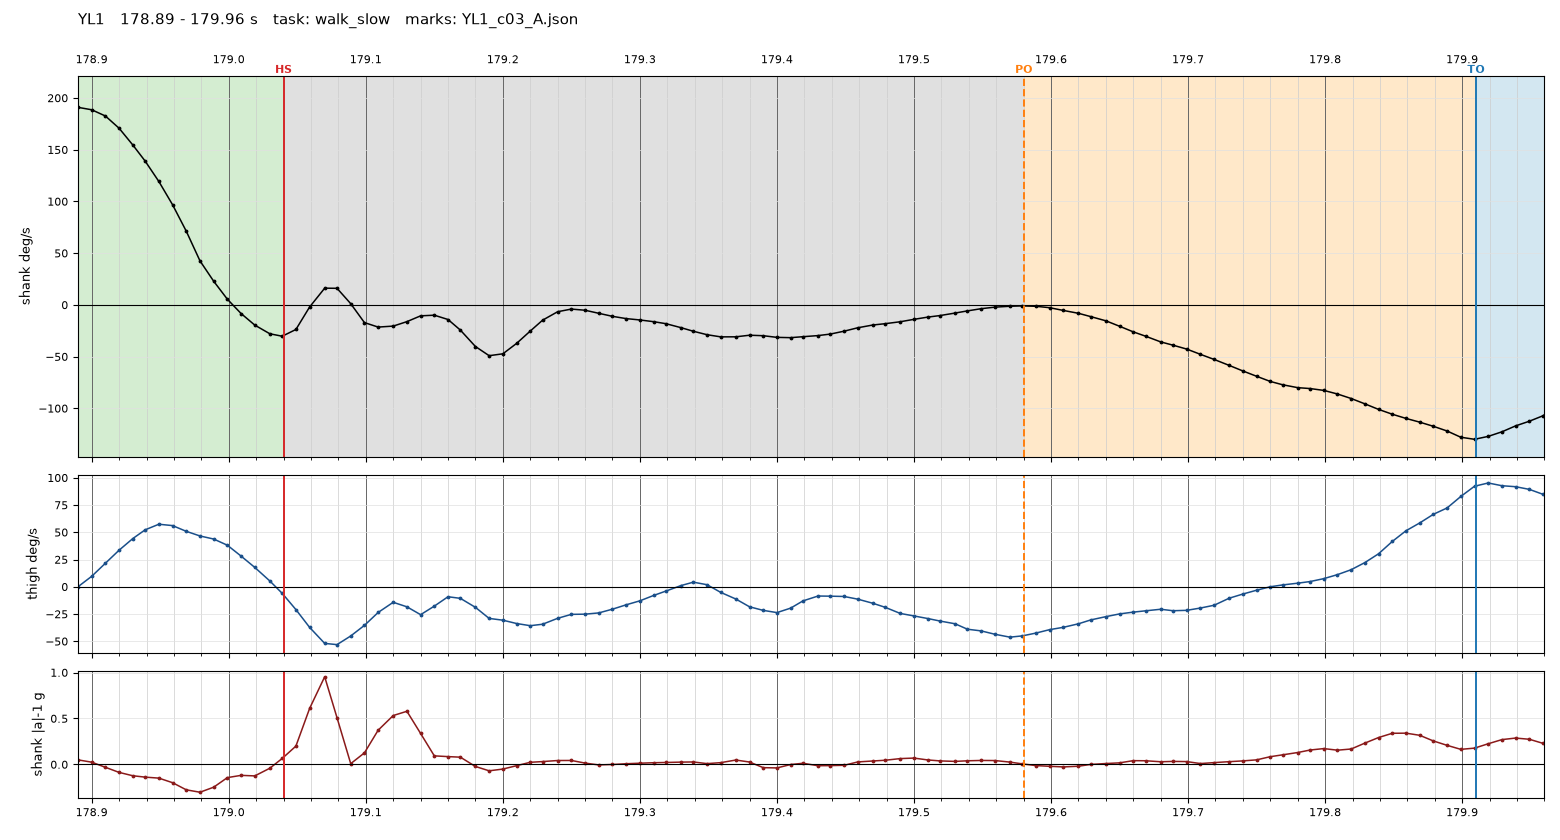 YL1   178.89 - 179.96 s   task: walk_slow   marks: YL1_c03_A.json
178.9 179.0 179.1 179.2 179.3 179.4 179.5 179.6 179.7 179.8 179.9
HS PO TO
shank deg/s
200
150
100
50
0
−50
−100
thigh deg/s
100
75
50
25
0
−25
−50
shank |a|-1 g
1.0
0.5
0.0
178.9 179.0 179.1 179.2 179.3 179.4 179.5 179.6 179.7 179.8 179.9